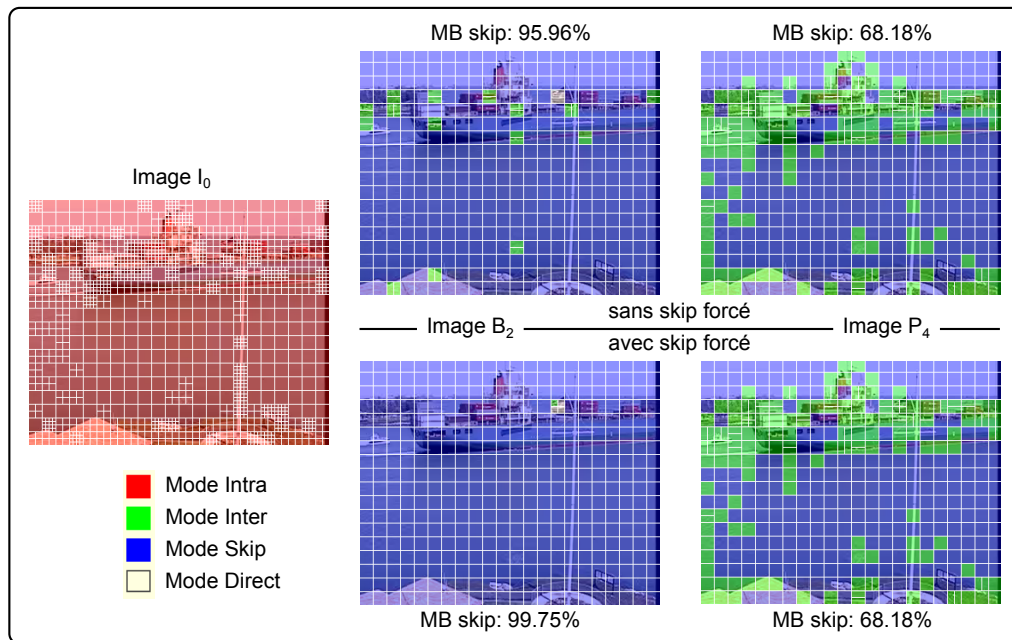 MB skip: 95.96%
MB skip: 68.18%
Image I0
sans skip forcé
Image B2
Image P4
avec skip forcé
Mode Intra
Mode Inter
Mode Skip
Mode Direct
MB skip: 99.75%
MB skip: 68.18%